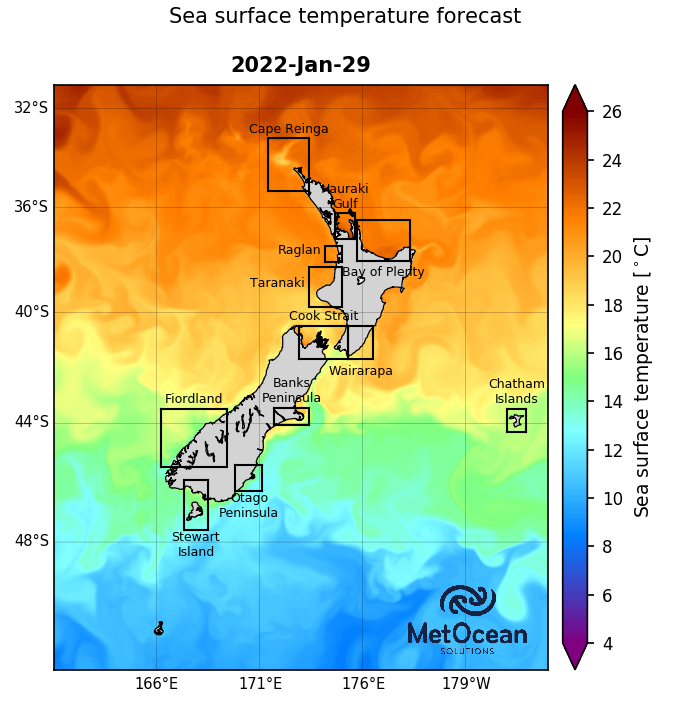 Sea surface temperature forecast
2022-Jan-29
32°S
36°S
40°S
44°S
48°S
166°E
171°E
176°E
179°W
Cape Reinga
Hauraki
Gulf
Raglan
Bay of Plenty
Taranaki
Cook Strait
Wairarapa
Banks
Peninsula
Fiordland
Chatham
Islands
Otago
Peninsula
Stewart
Island
MetOcean
SOLUTIONS
26
24
22
20
18
16
14
12
10
8
6
4
Sea surface temperature [°C]